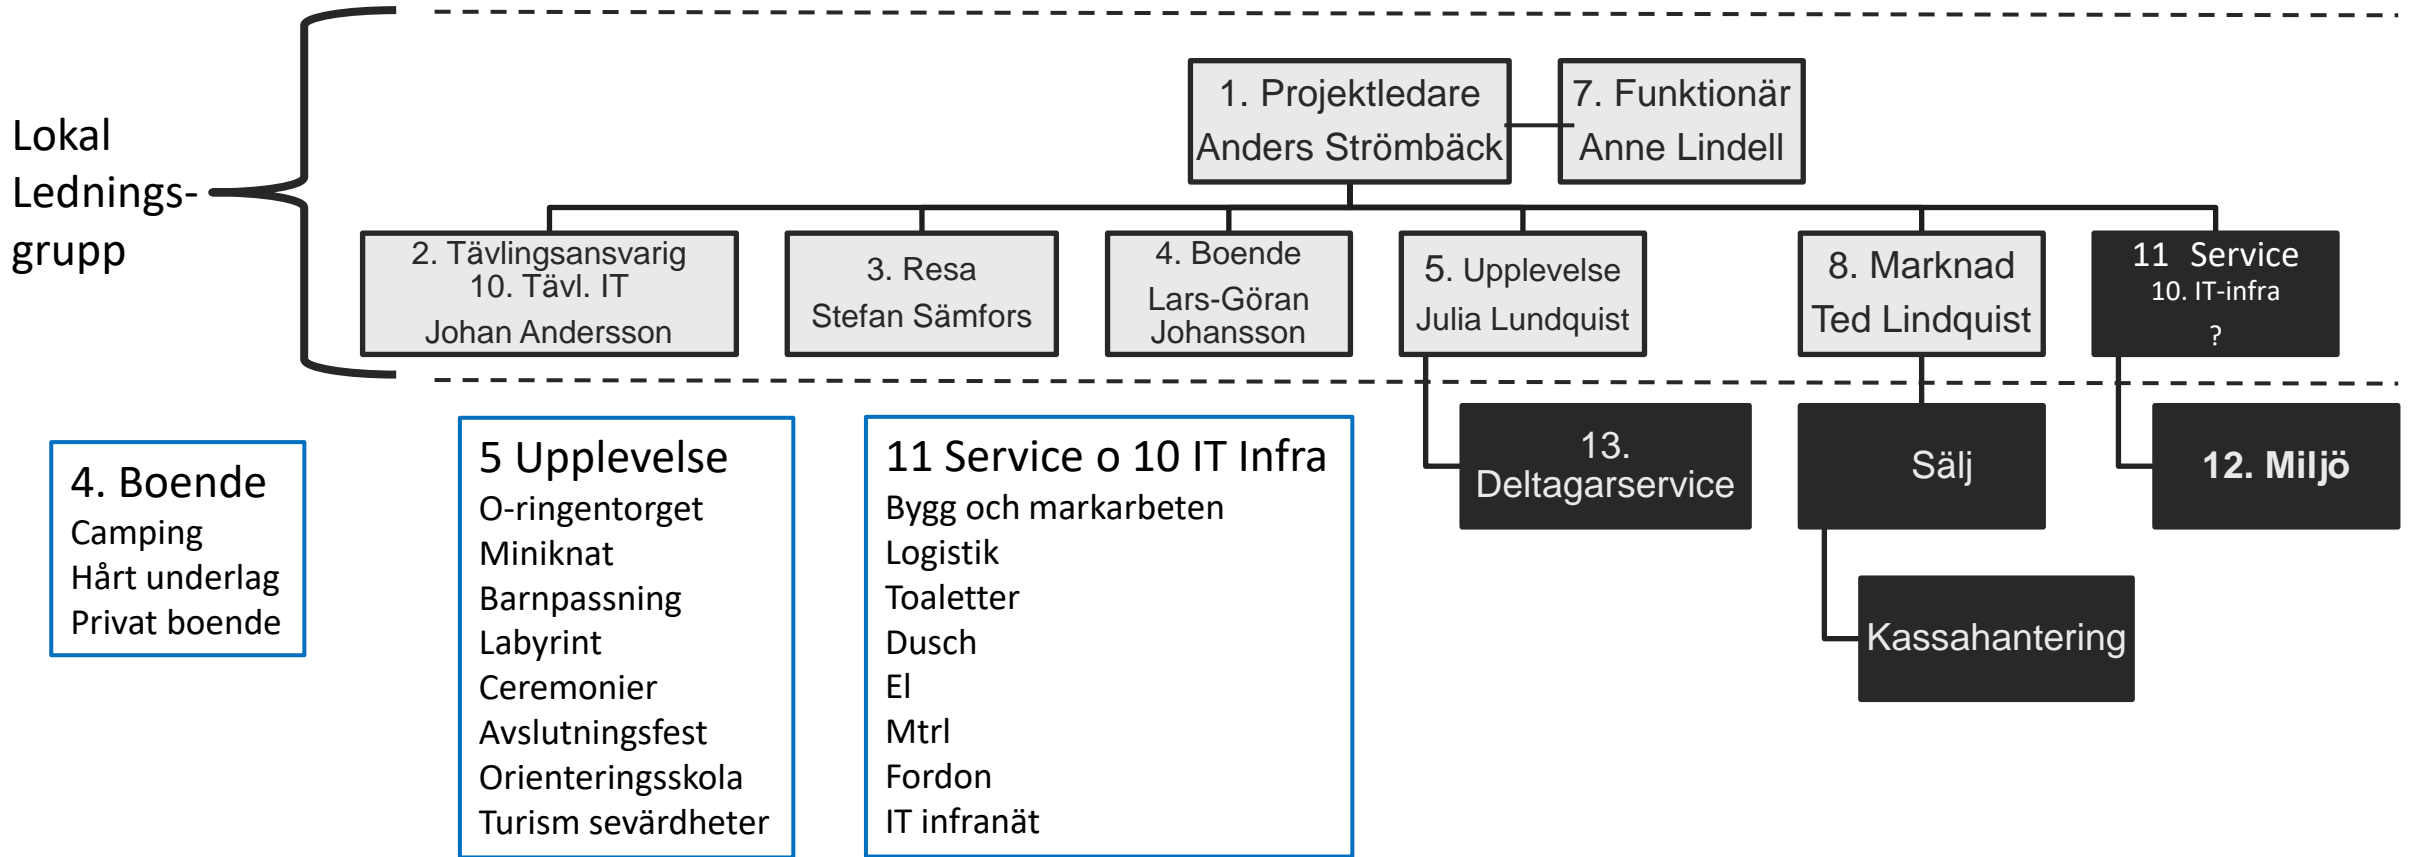 Lokal
Lednings-
grupp
1. Projektledare
Anders Strömbäck
7. Funktionär
Anne Lindell
2. Tävlingsansvarig
10. Tävl. IT
Johan Andersson
3. Resa
Stefan Sämfors
4. Boende
Lars-Göran
Johansson
5. Upplevelse
Julia Lundquist
8. Marknad
Ted Lindquist
11 Service
10. IT-infra
?
13.
Deltagarservice
Sälj
12. Miljö
Kassahantering
4. Boende
Camping
Hårt underlag
Privat boende
5 Upplevelse
O-ringentorget
Miniknat
Barnpassning
Labyrint
Ceremonier
Avslutningsfest
Orienteringsskola
Turism sevärdheter
11 Service o 10 IT Infra
Bygg och markarbeten
Logistik
Toaletter
Dusch
El
Mtrl
Fordon
IT infranät